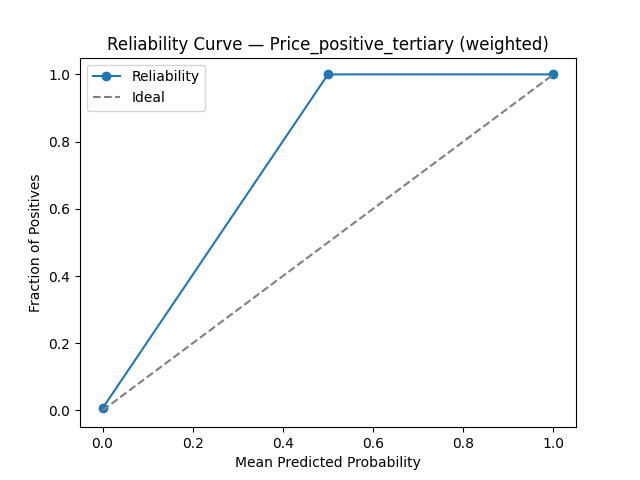 Reliability Curve — Price_positive_tertiary (weighted)
Reliability
Ideal
Fraction of Positives
1.0
0.8
0.6
0.4
0.2
0.0
0.0 0.2 0.4 0.6 0.8 1.0
Mean Predicted Probability